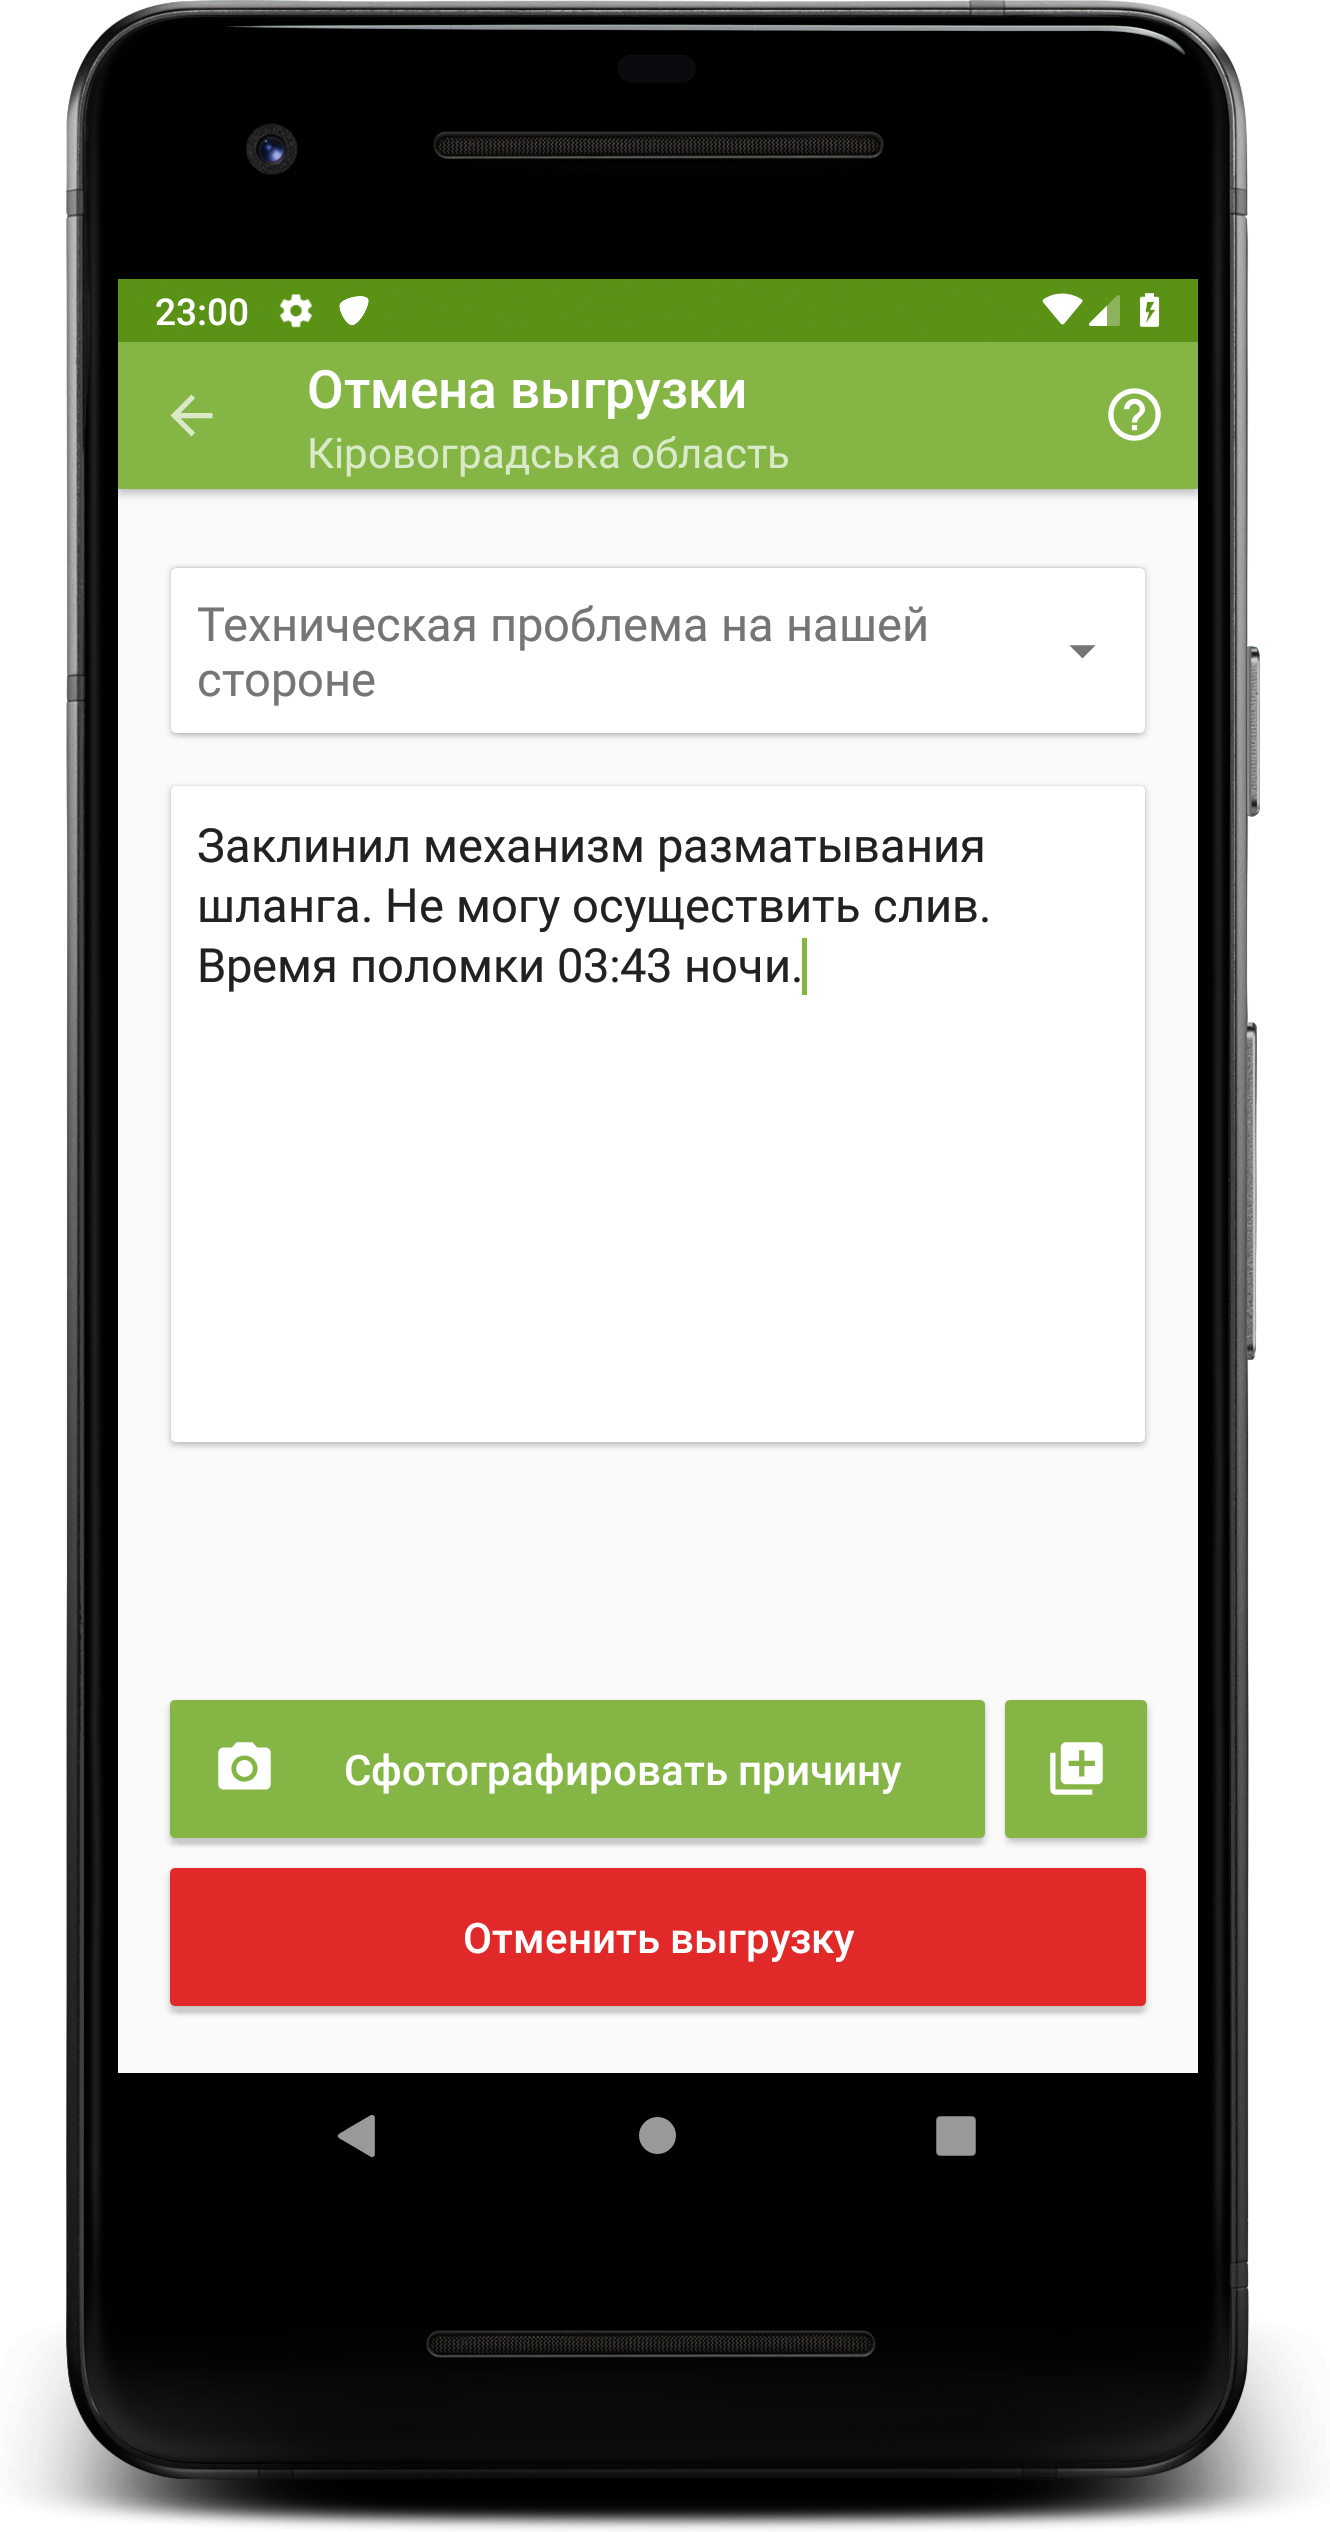 23:00
Отмена выгрузки
Кіровоградська область
Техническая проблема на нашей
стороне
Заклинил механизм разматывания
шланга. Не могу осуществить слив.
Время поломки 03:43 ночи.
Сфотографировать причину
Отменить выгрузку